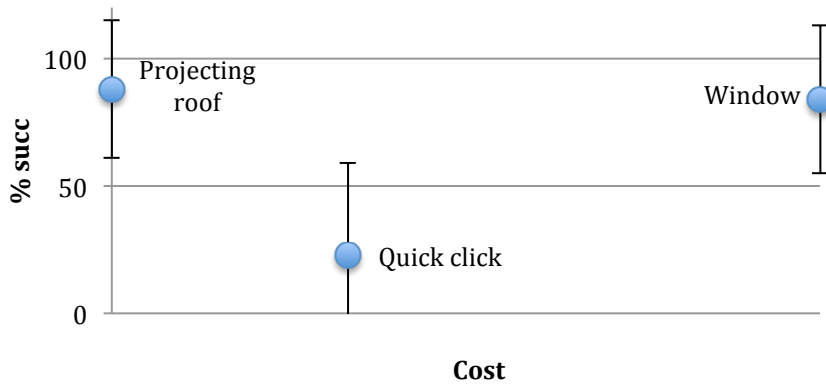 100
Projecting
roof
Window
% succ
50
Quick click
0
Cost